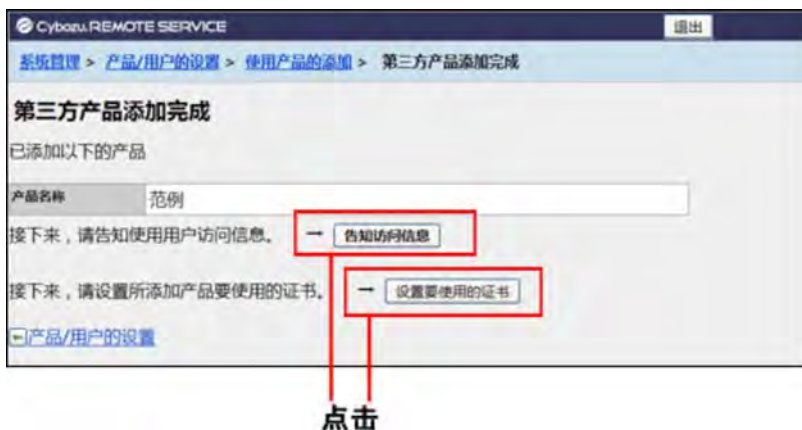 Cybozu.REMOTE SERVICE 退出
系统管理 > 产品/用户的设置 > 使用产品的添加 > 第三方产品添加完成
第三方产品添加完成
已添加以下的产品
产品名称 范例
接下来，请告知使用用户访问信息。 → 告知访问信息
接下来，请设置所添加产品要使用的证书。 → 设置要使用的证书
产品/用户的设置
点击